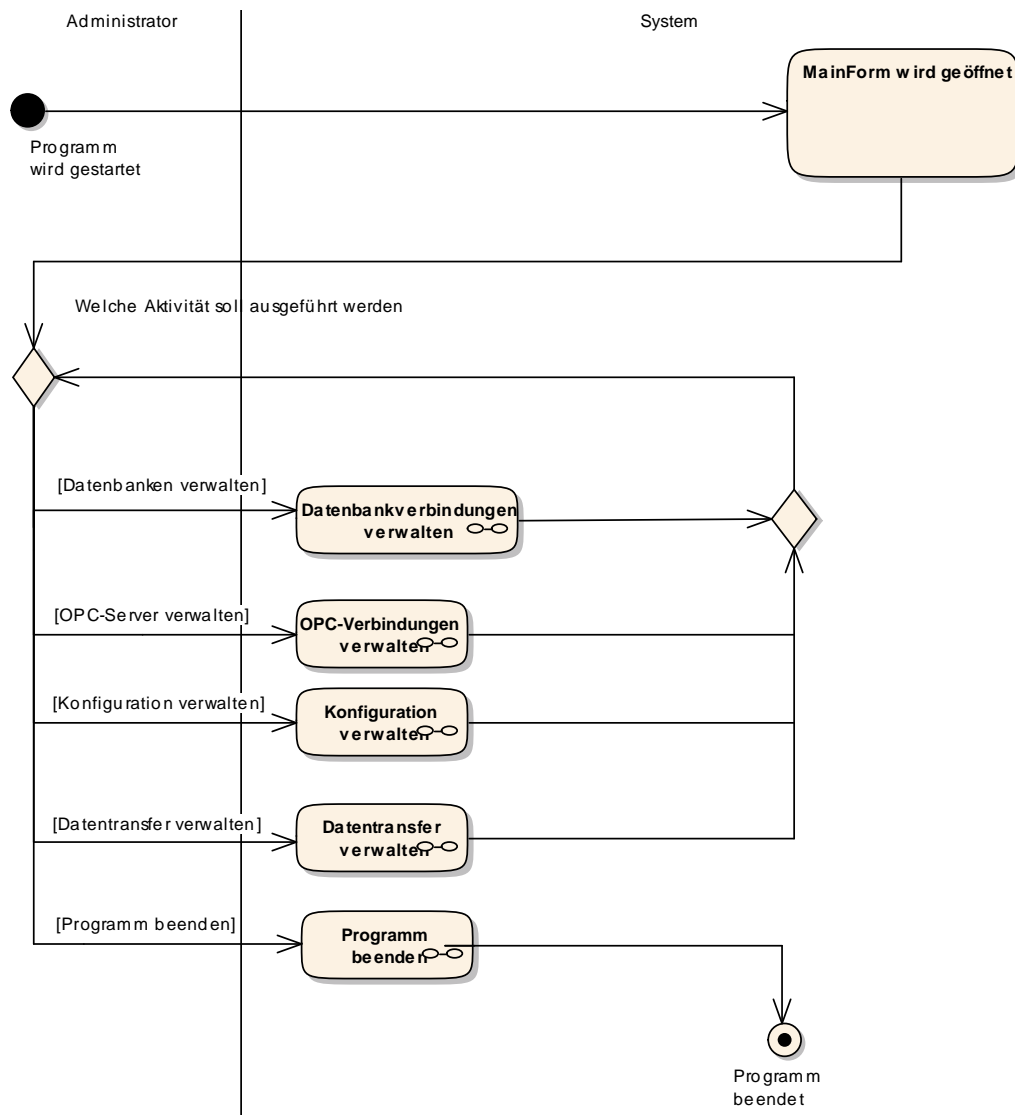 Administrator
System
MainForm wird geöffnet
Programm
wird gestartet
Welche Aktivität soll ausgeführt werden
[Datenbanken verwalten]
Datenbankverbindungen
verwalten
[OPC-Server verwalten]
OPC-Verbindungen
verwalten
[Konfiguration verwalten]
Konfiguration
verwalten
[Datentransfer verwalten]
Datentransfer
verwalten
[Programm beenden]
Programm
beenden
Programm
beendet